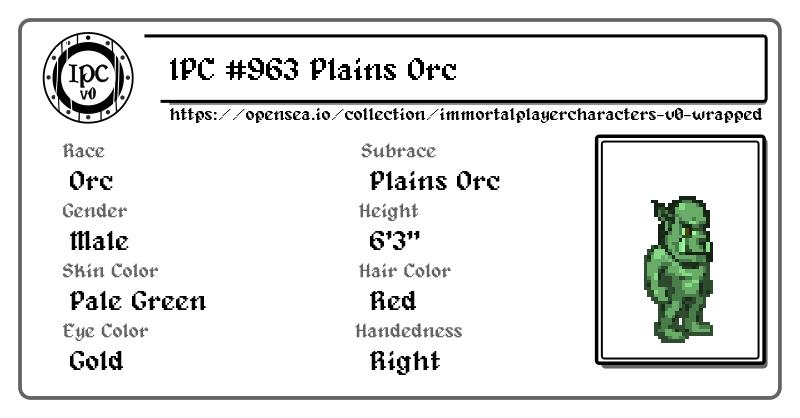 IPC
v0
IPC #963 Plains Orc
https://opensea.io/collection/immortalplayercharacters-v0-wrapped
Race
Subrace
Orc
Plains Orc
Gender
Height
Male
6'3"
Skin Color
Hair Color
Pale Green
Red
Eye Color
Handedness
Gold
Right